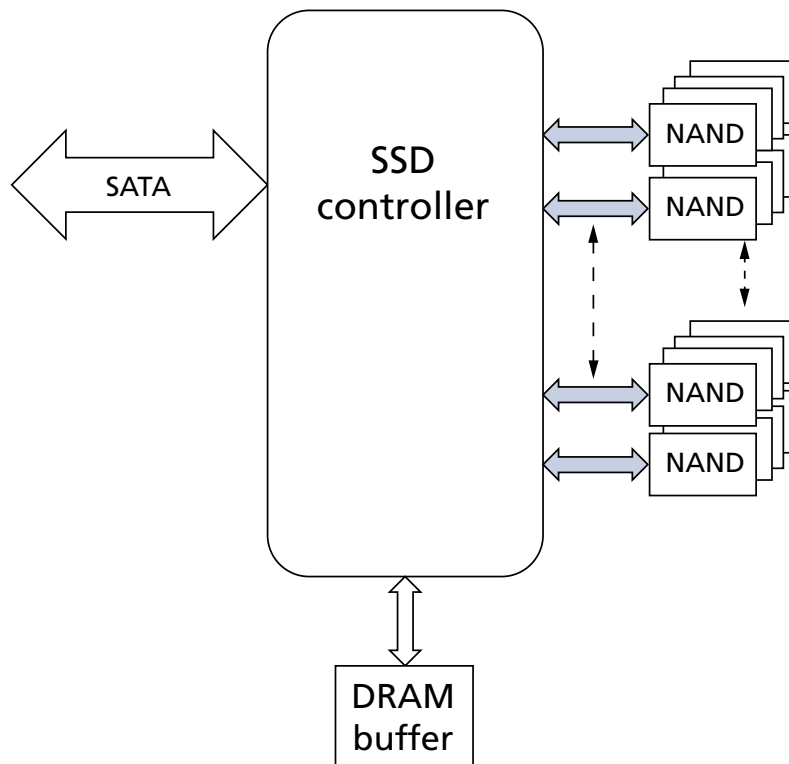 SATA
SSD
controller
NAND
NAND
NAND
NAND
DRAM
buffer